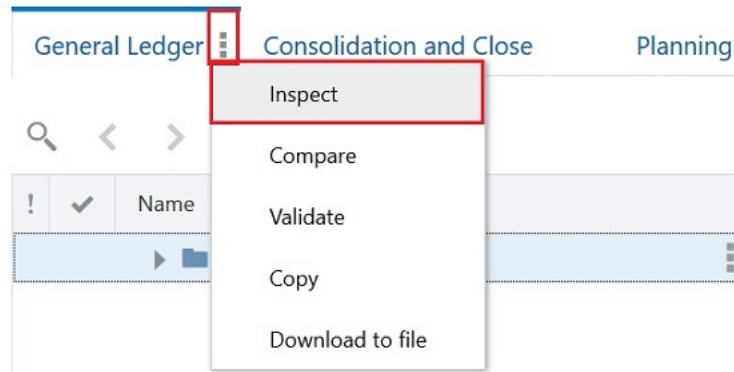 General Ledger Consolidation and Close Planning
Inspect
Compare
! Name
Validate
Copy
Download to file